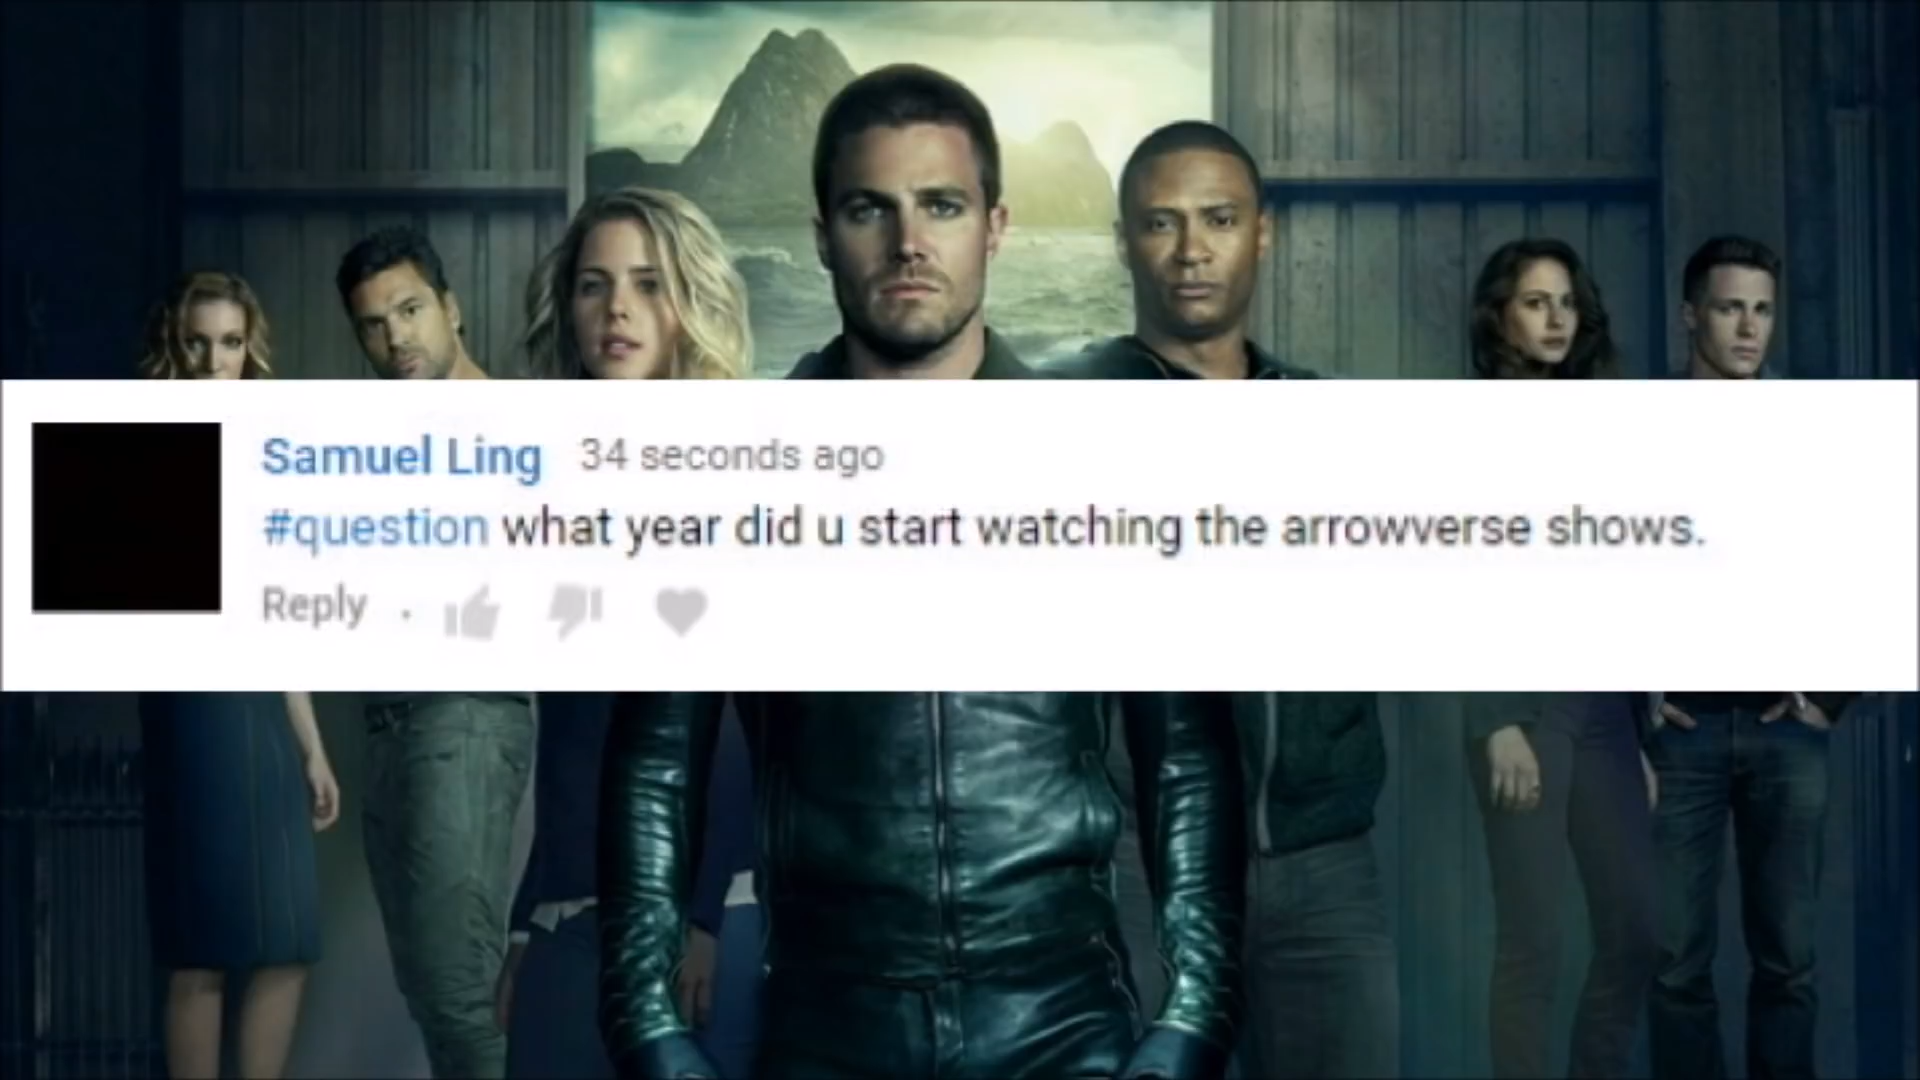 Samuel Ling 34 seconds ago
#question what year did u start watching the arrowverse shows.
Reply .